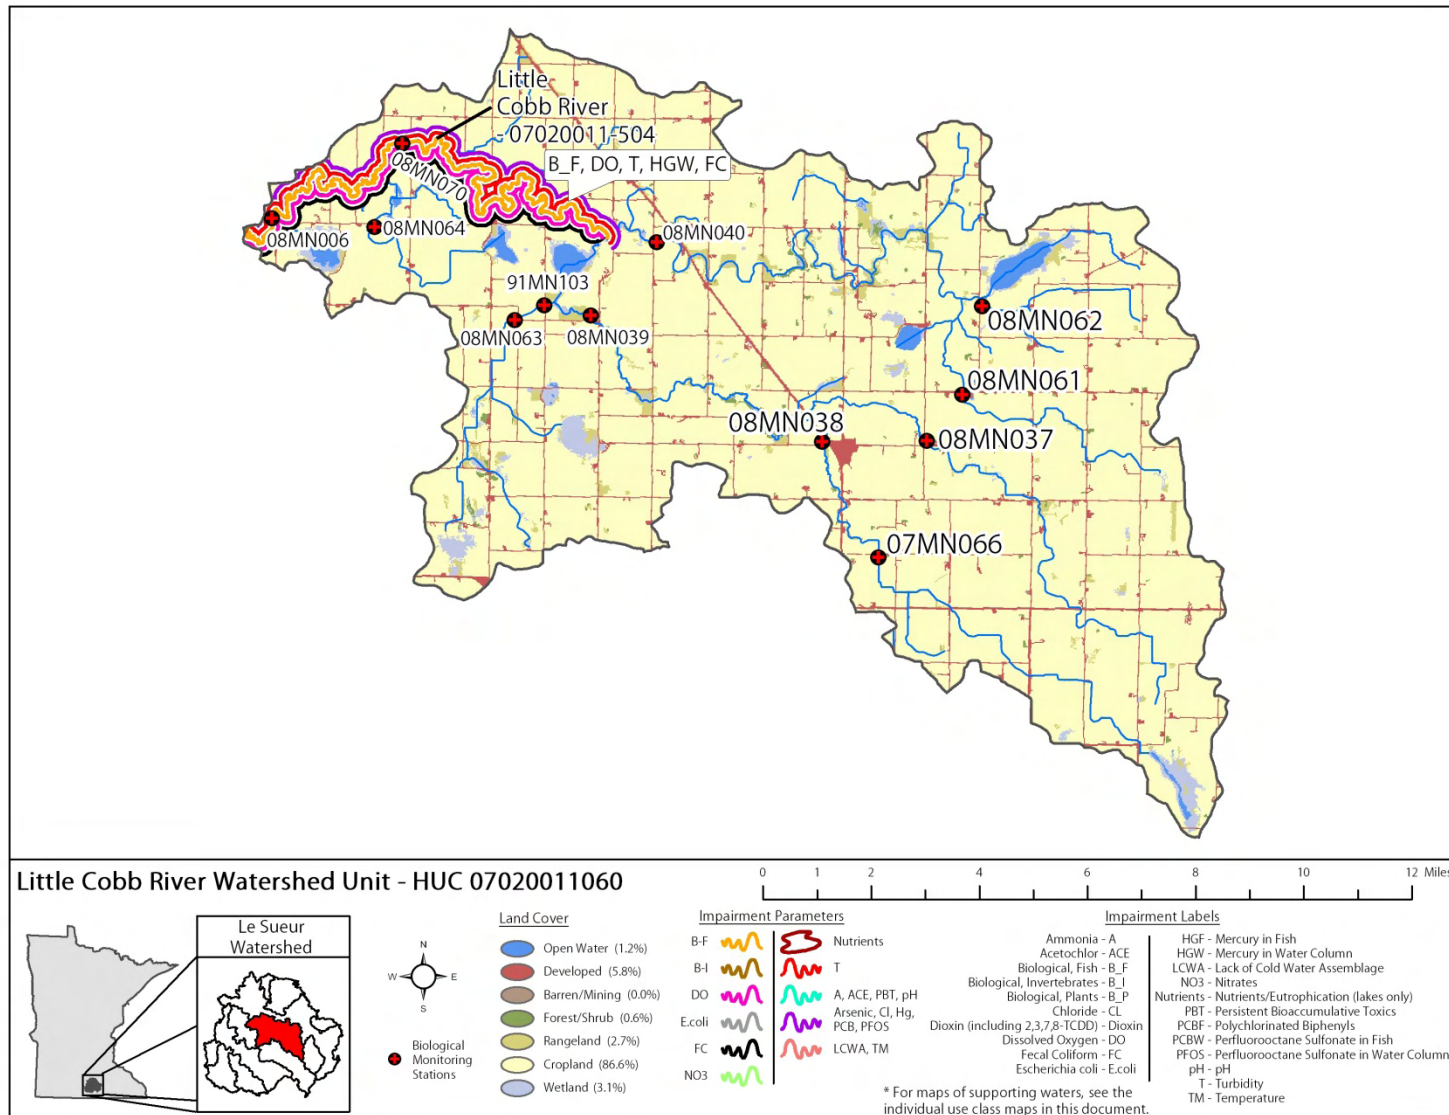 Little
Cobb River
- 07020011-504
B_F, DO, T, HGW, FC
08MN070
08MN006
08MN064
08MN040
91MN103
08MN063
08MN039
08MN062
08MN061
08MN038
08MN037
07MN066
Little Cobb River Watershed Unit - HUC 07020011060
0 1 2 4 6 8 10 12 Miles
Le Sueur
Watershed
N
W E
S
Biological
Monitoring
Stations
Land Cover
Open Water (1.2%)
Developed (5.8%)
Barren/Mining (0.0%)
Forest/Shrub (0.6%)
Rangeland (2.7%)
Cropland (86.6%)
Wetland (3.1%)
Impairment Parameters
B-F
B-I
DO
E.coli
FC
NO3
Nutrients
T
A, ACE, PBT, pH
Arsenic, Cl, Hg,
PCB, PFOS
LCWA, TM
Impairment Labels
Ammonia - A
Acetochlor - ACE
Biological, Fish - B_F
Biological, Invertebrates - B_I
Biological, Plants - B_P
Chloride - CL
Dioxin (including 2,3,7,8-TCDD) - Dioxin
Dissolved Oxygen - DO
Fecal Coliform - FC
Escherichia coli - E.coli
HGF - Mercury in Fish
HGW - Mercury in Water Column
LCWA - Lack of Cold Water Assemblage
NO3 - Nitrates
Nutrients - Nutrients/Eutrophication (lakes only)
PBT - Persistent Bioaccumulative Toxics
PCBF - Polychlorinated Biphenyls
PCBW - Perfluorooctane Sulfonate in Fish
PFOS - Perfluorooctane Sulfonate in Water Column
pH - pH
T - Turbidity
TM - Temperature
* For maps of supporting waters, see the
individual use class maps in this document.